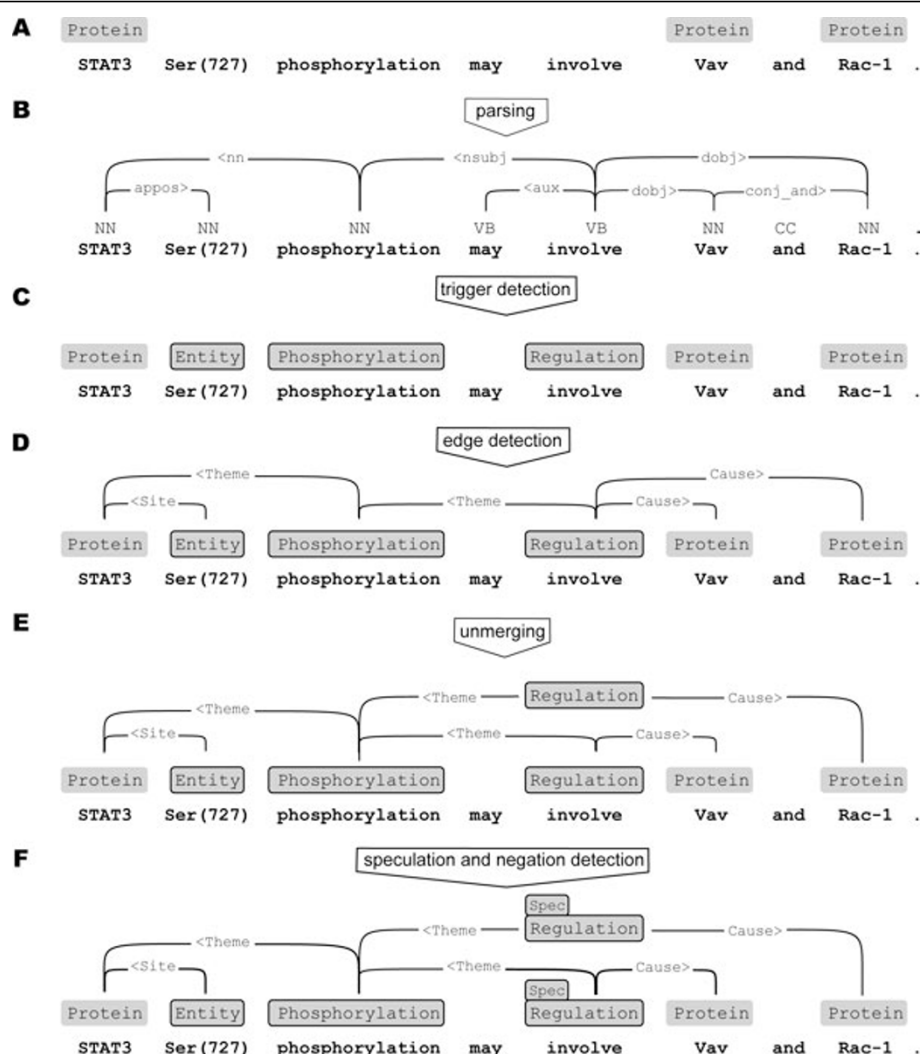 A
Protein Protein Protein
STAT3 Ser(727) phosphorylation may involve Vav and Rac-1 .
B
parsing
<nn <nsubj dobj>
appos> <aux dobj> conj_and>
NN NN NN VB VB NN CC NN .
STAT3 Ser(727) phosphorylation may involve Vav and Rac-1
C
trigger detection
Protein Entity Phosphorylation Regulation Protein Protein
STAT3 Ser(727) phosphorylation may involve Vav and Rac-1 .
D
edge detection
<Theme Cause>
<Site <Theme Cause>
Protein Entity Phosphorylation Regulation Protein Protein
STAT3 Ser(727) phosphorylation may involve Vav and Rac-1 .
E
unmerging
<Theme Regulation Cause>
<Theme
<Site <Theme Cause>
Protein Entity Phosphorylation Regulation Protein Protein
STAT3 Ser(727) phosphorylation may involve Vav and Rac-1 .
F
speculation and negation detection
Spec
<Theme Regulation Cause>
<Theme
<Site <Theme Cause>
Spec
Protein Entity Phosphorylation Regulation Protein Protein
STAT3 Ser(727) phosphorylation may involve Vav and Rac-1 .